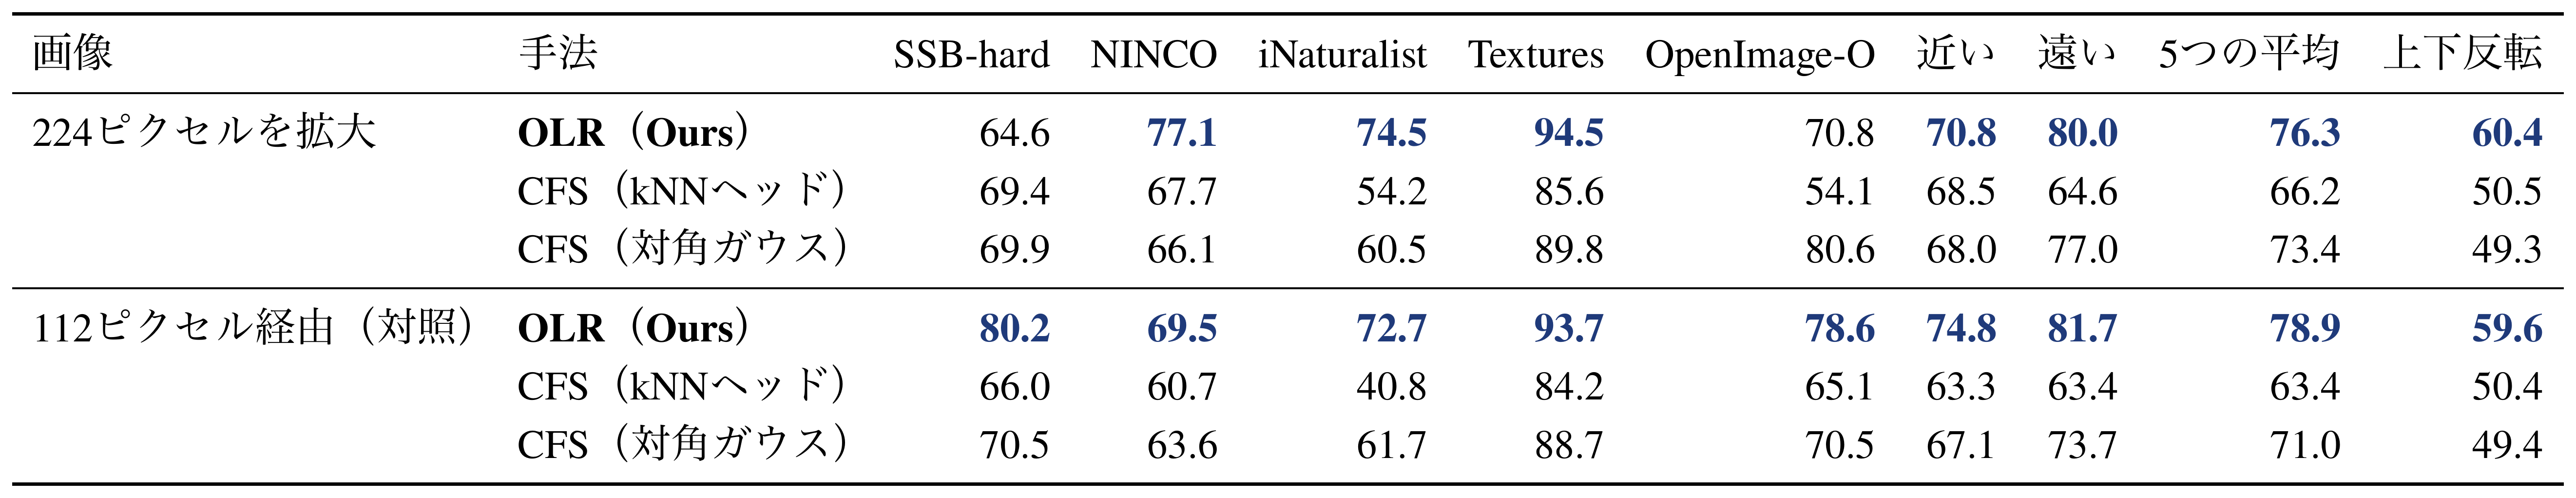 画像 手法 SSB-hard NINCO iNaturalist Textures OpenImage-O 近い 遠い 5つの平均 上下反転
224ピクセルを拡大 OLR（Ours） 64.6 77.1 74.5 94.5 70.8 70.8 80.0 76.3 60.4
CFS（kNNヘッド） 69.4 67.7 54.2 85.6 54.1 68.5 64.6 66.2 50.5
CFS（対角ガウス） 69.9 66.1 60.5 89.8 80.6 68.0 77.0 73.4 49.3
112ピクセル経由（対照） OLR（Ours） 80.2 69.5 72.7 93.7 78.6 74.8 81.7 78.9 59.6
CFS（kNNヘッド） 66.0 60.7 40.8 84.2 65.1 63.3 63.4 63.4 50.4
CFS（対角ガウス） 70.5 63.6 61.7 88.7 70.5 67.1 73.7 71.0 49.4